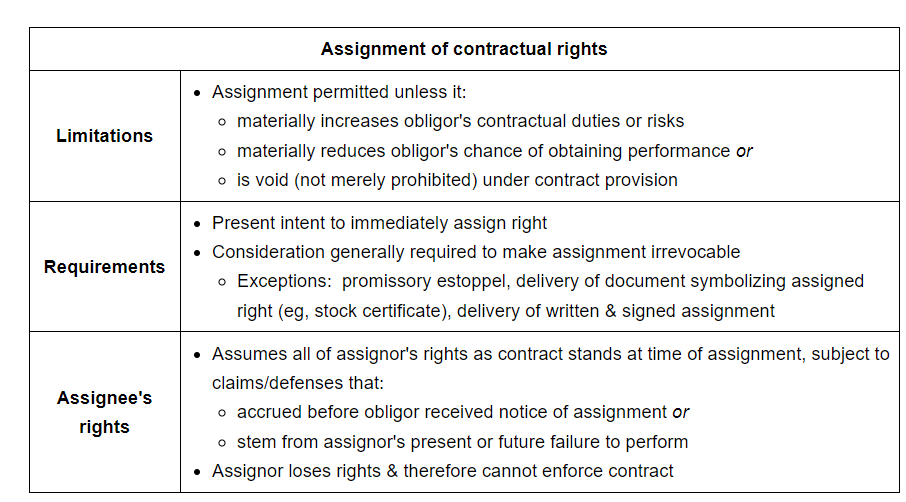 Assignment of contractual rights
Limitations
• Assignment permitted unless it:
○ materially increases obligor's contractual duties or risks
○ materially reduces obligor's chance of obtaining performance or
○ is void (not merely prohibited) under contract provision
Requirements
• Present intent to immediately assign right
• Consideration generally required to make assignment irrevocable
○ Exceptions:  promissory estoppel, delivery of document symbolizing assigned
right (eg, stock certificate), delivery of written & signed assignment
Assignee's
rights
• Assumes all of assignor's rights as contract stands at time of assignment, subject to
claims/defenses that:
○ accrued before obligor received notice of assignment or
○ stem from assignor's present or future failure to perform
• Assignor loses rights & therefore cannot enforce contract